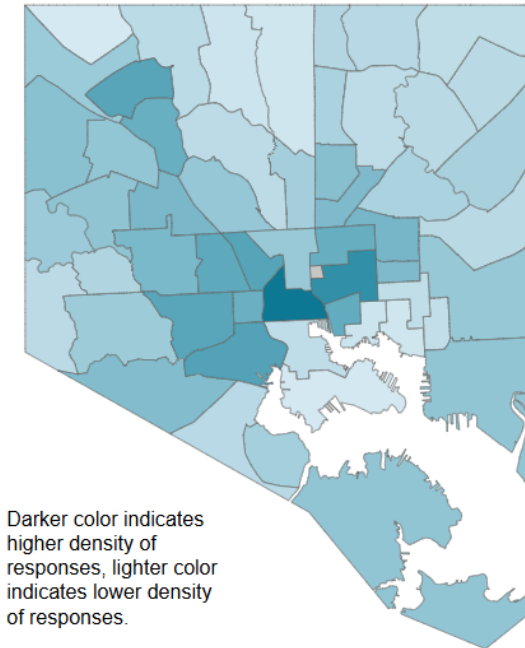 Darker color indicates
higher density of
responses, lighter color
indicates lower density
of responses.